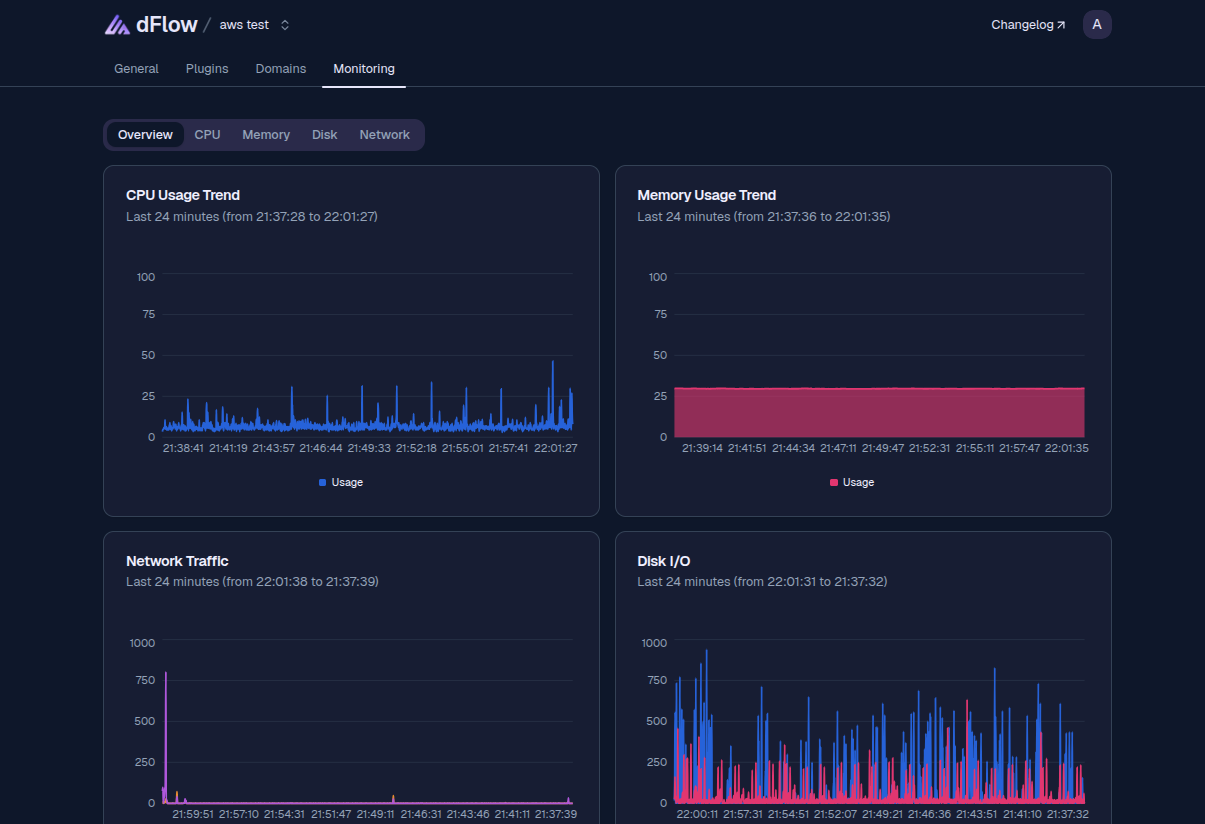 dFlow / aws test Changelog A
General Plugins Domains Monitoring
Overview CPU Memory Disk Network
CPU Usage Trend
Last 24 minutes (from 21:37:28 to 22:01:27)
100
75
50
25
0
21:38:41 21:41:19 21:43:57 21:46:44 21:49:33 21:52:18 21:55:01 21:57:41 22:01:27
Usage
Memory Usage Trend
Last 24 minutes (from 21:37:36 to 22:01:35)
100
75
50
25
0
21:39:14 21:41:51 21:44:34 21:47:11 21:49:47 21:52:31 21:55:11 21:57:47 22:01:35
Usage
Network Traffic
Last 24 minutes (from 22:01:38 to 21:37:39)
1000
750
500
250
0
21:59:51 21:57:10 21:54:31 21:51:47 21:49:11 21:46:31 21:43:46 21:41:11 21:37:39
Disk I/O
Last 24 minutes (from 22:01:31 to 21:37:32)
1000
750
500
250
0
22:00:11 21:57:31 21:54:51 21:52:07 21:49:21 21:46:36 21:43:51 21:41:10 21:37:32